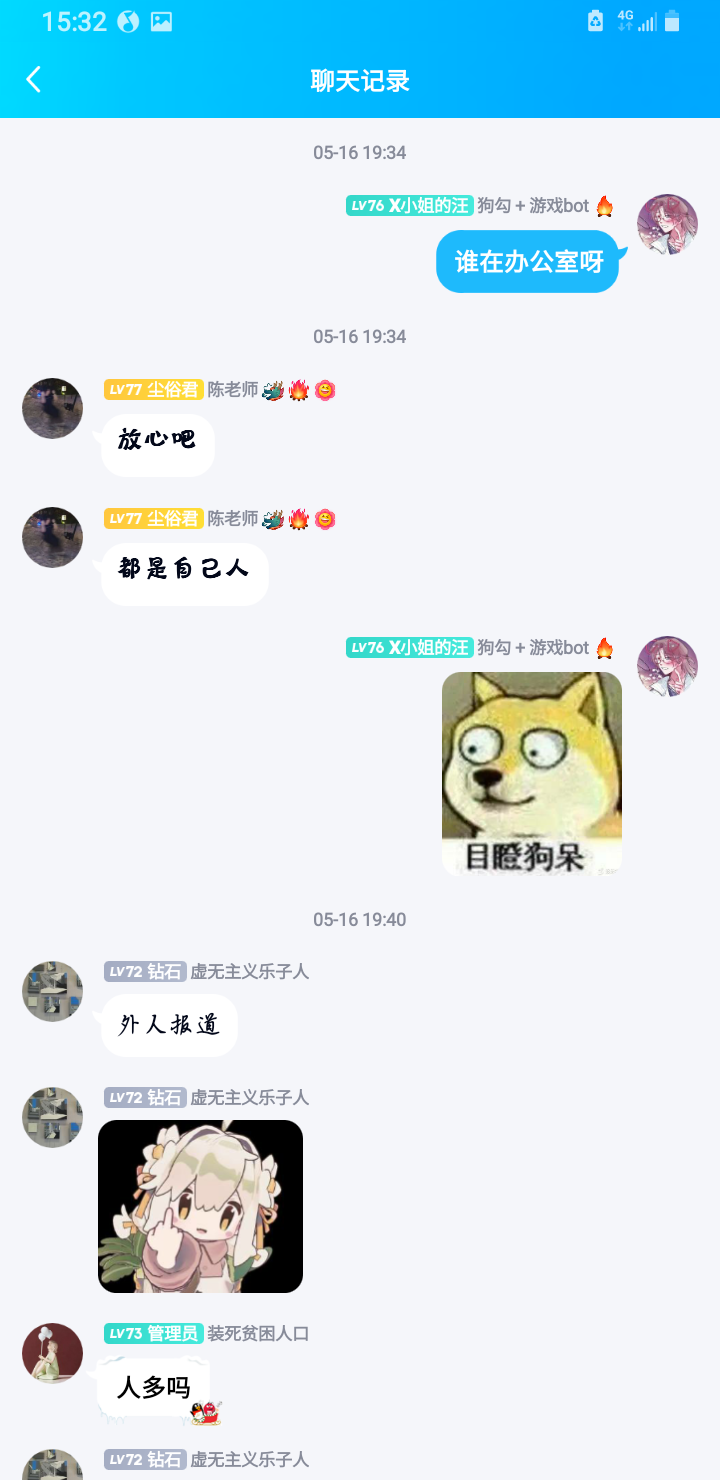 15:32
4G
聊天记录
05-16 19:34
LV76 X小姐的汪 狗勾 + 游戏bot
谁在办公室呀
05-16 19:34
LV77 尘俗君 陈老师
放心吧
LV77 尘俗君 陈老师
都是自己人
LV76 X小姐的汪 狗勾 + 游戏bot
目瞪狗呆
05-16 19:40
LV72 钻石 虚无主义乐子人
外人报道
LV72 钻石 虚无主义乐子人
LV73 管理员 装死贫困人口
人多吗
LV72 钻石 虚无主义乐子人